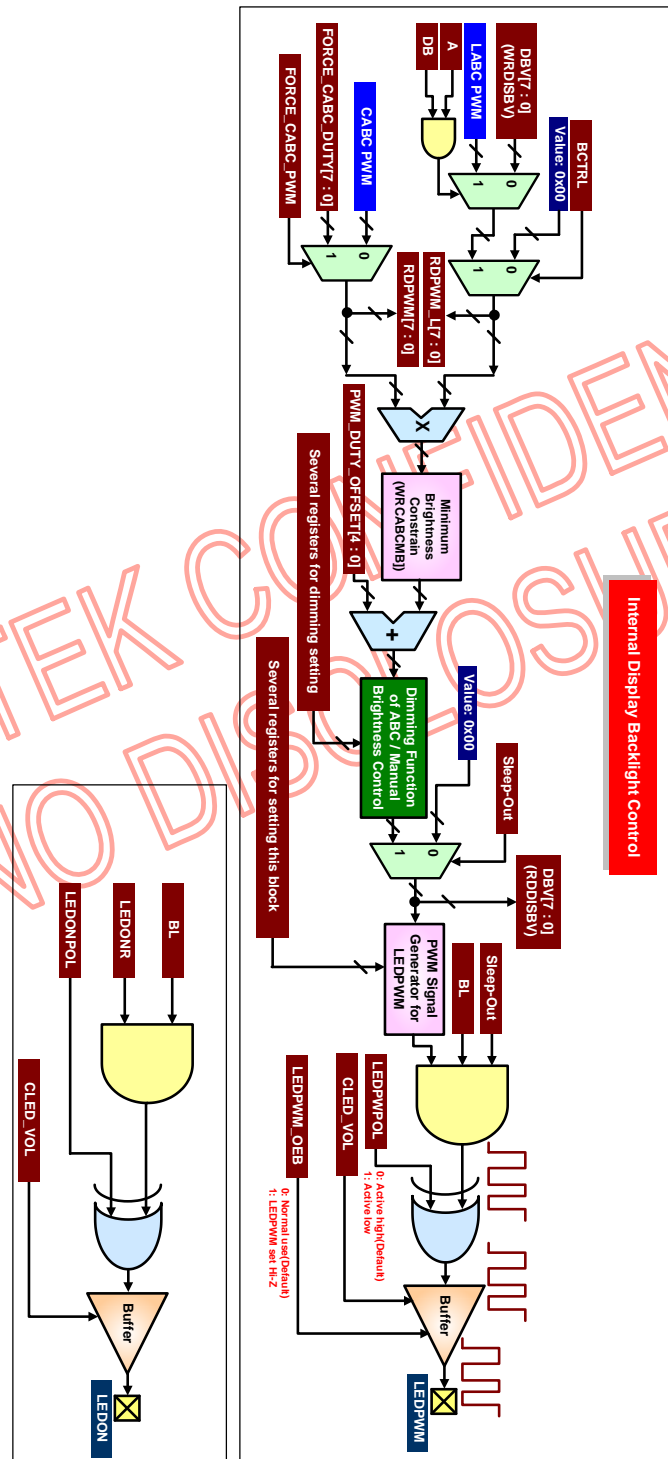 Internal Display Backlight Control
BCTRL
Value: 0x00
DBV[7 : 0]
(WRDISBV)
LABC PWM
A
DB
0
1
0
1
RDPWM_L[7 : 0]
RDPWM[7 : 0]
CABC PWM
FORCE_CABC_DUTY[7 : 0]
FORCE_CABC_PWM
0
1
X
Minimum
Brightness
Constrain
(WRCABCMB])
PWM_DUTY_OFFSET[4 : 0]
+
Several registers for dimming setting
Dimming Function
of ABC / Manual
Brightness Control
Value: 0x00
Sleep-Out
0
1
DBV[7 : 0]
(RDDISBV)
Several registers for setting this block
PWM Signal
Generator for
LEDPWM
Sleep-Out
BL
LEDPWPOL
0: Active high(Default)
1: Active low
CLED_VOL
LEDPWM_OEB
0: Normal use(Default)
1: LEDPWM set Hi-Z
Buffer
LEDPWM
BL
LEDONR
LEDONPOL
CLED_VOL
Buffer
LEDON
TEK CONFIDEN
NO DISCLOSU